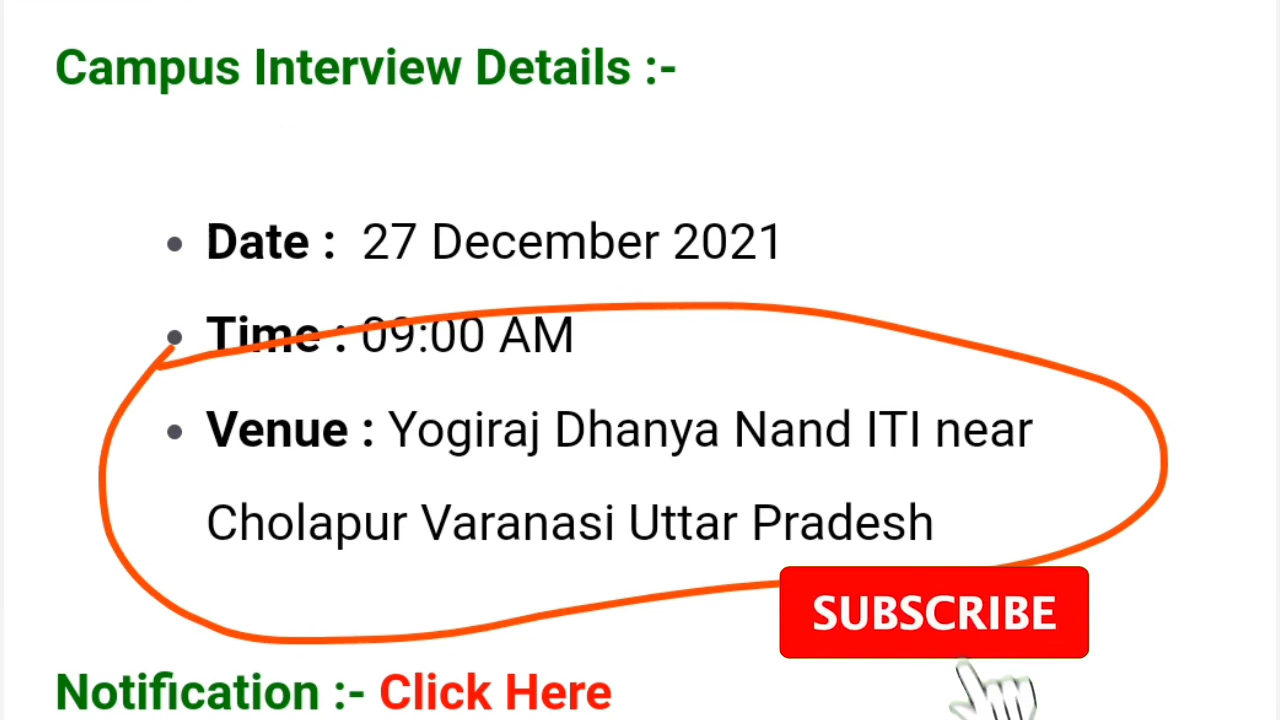 Campus Interview Details :-
Date : 27 December 2021
Time : 09:00 AM
Venue : Yogiraj Dhanya Nand ITI near
Cholapur Varanasi Uttar Pradesh
SUBSCRIBE
Notification :- Click Here